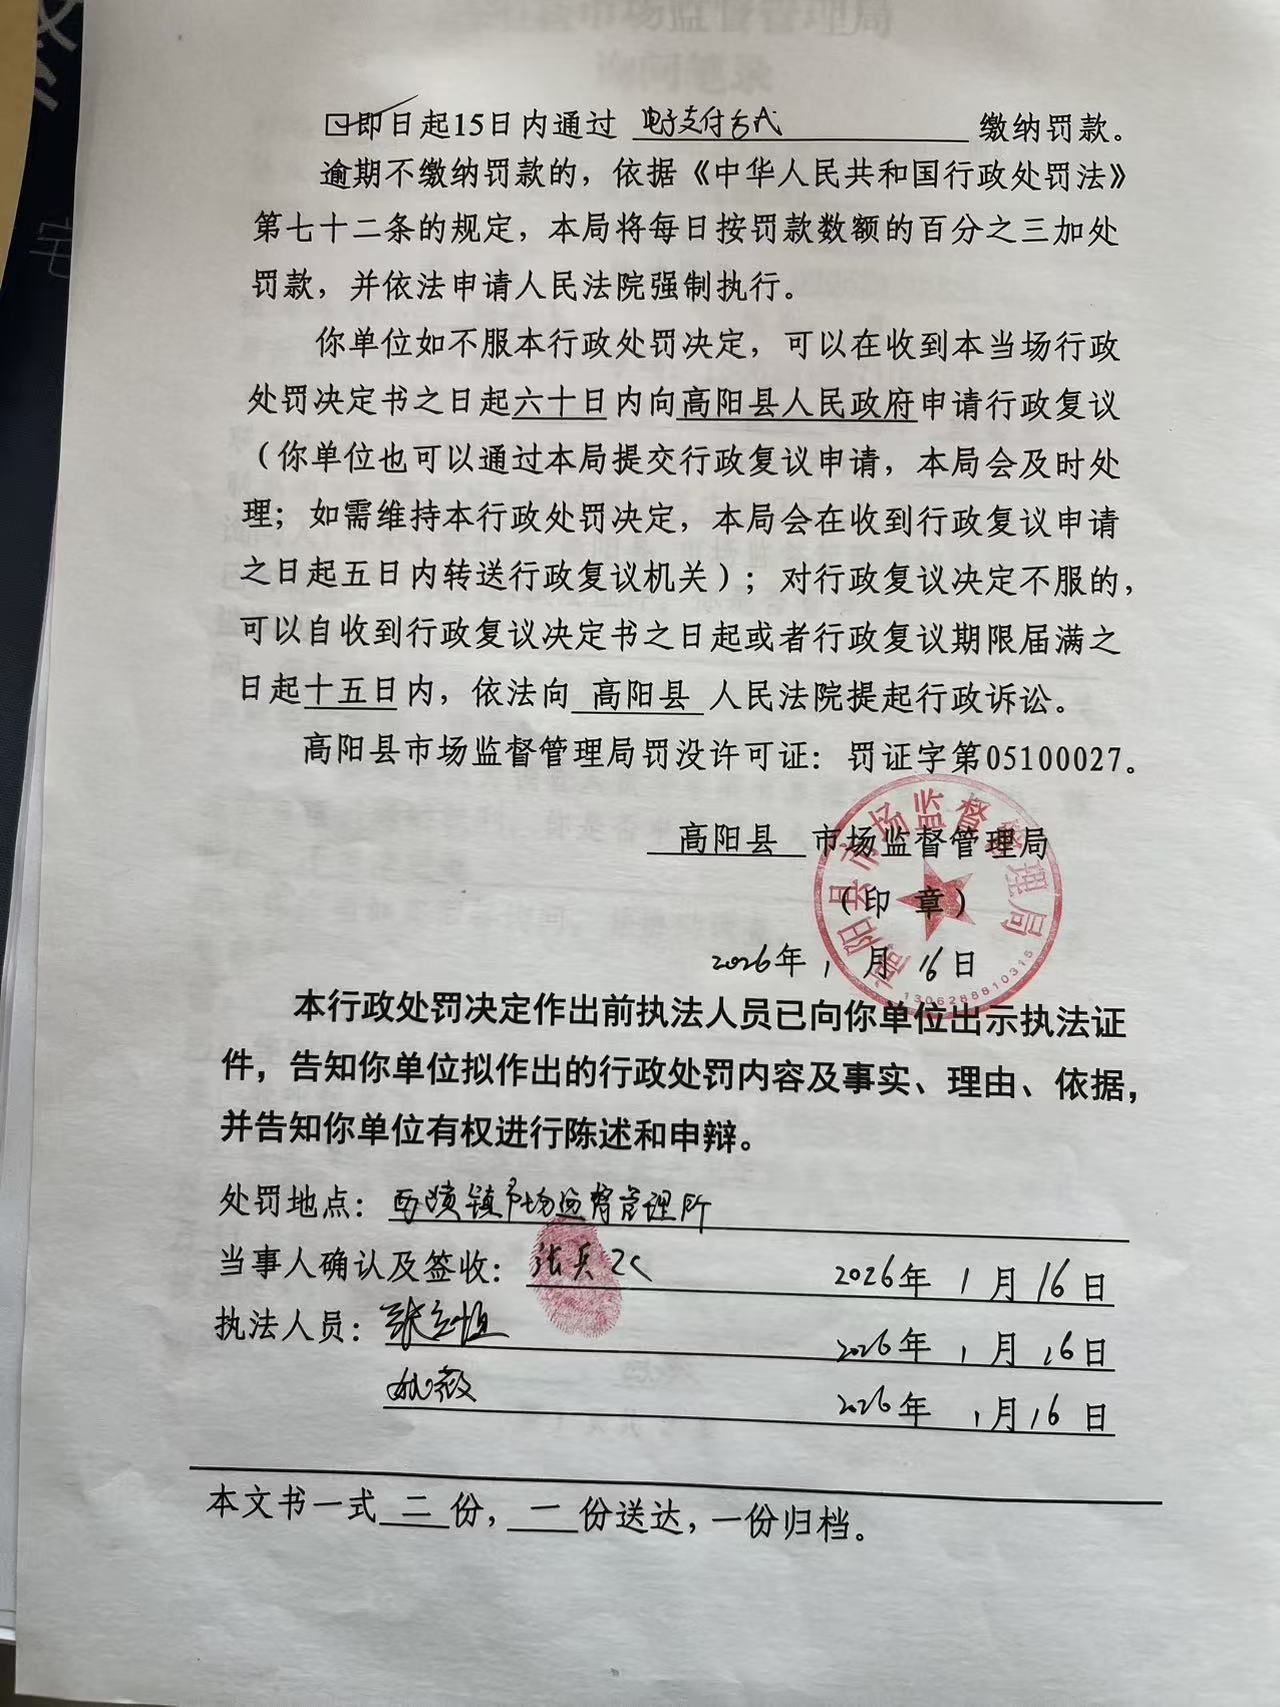 即日起15日内通过 电子支付方式 缴纳罚款。
逾期不缴纳罚款的，依据《中华人民共和国行政处罚法》
第七十二条的规定，本局将每日按罚款数额的百分之三加处
罚款，并依法申请人民法院强制执行。
你单位如不服本行政处罚决定，可以在收到本当场行政
处罚决定书之日起六十日内向高阳县人民政府申请行政复议
（你单位也可以通过本局提交行政复议申请，本局会及时处
理；如需维持本行政处罚决定，本局会在收到行政复议申请
之日起五日内转送行政复议机关）；对行政复议决定不服的，
可以自收到行政复议决定书之日起或者行政复议期限届满之
日起十五日内，依法向 高阳县 人民法院提起行政诉讼。
高阳县市场监督管理局罚没许可证：罚证字第05100027。
高阳县 市场监督管理局
（印 章）
高阳县市场监督管理局
1306288810315
2026年 1 月 16日
本行政处罚决定作出前执法人员已向你单位出示执法证
件，告知你单位拟作出的行政处罚内容及事实、理由、依据，
并告知你单位有权进行陈述和申辩。
处罚地点：西演镇市场监督管理所
当事人确认及签收： 2026年 1 月 16日
执法人员： 2026年 1 月 16日
2026年 1月 16 日
本文书一式 二 份， 一 份送达，一份归档。